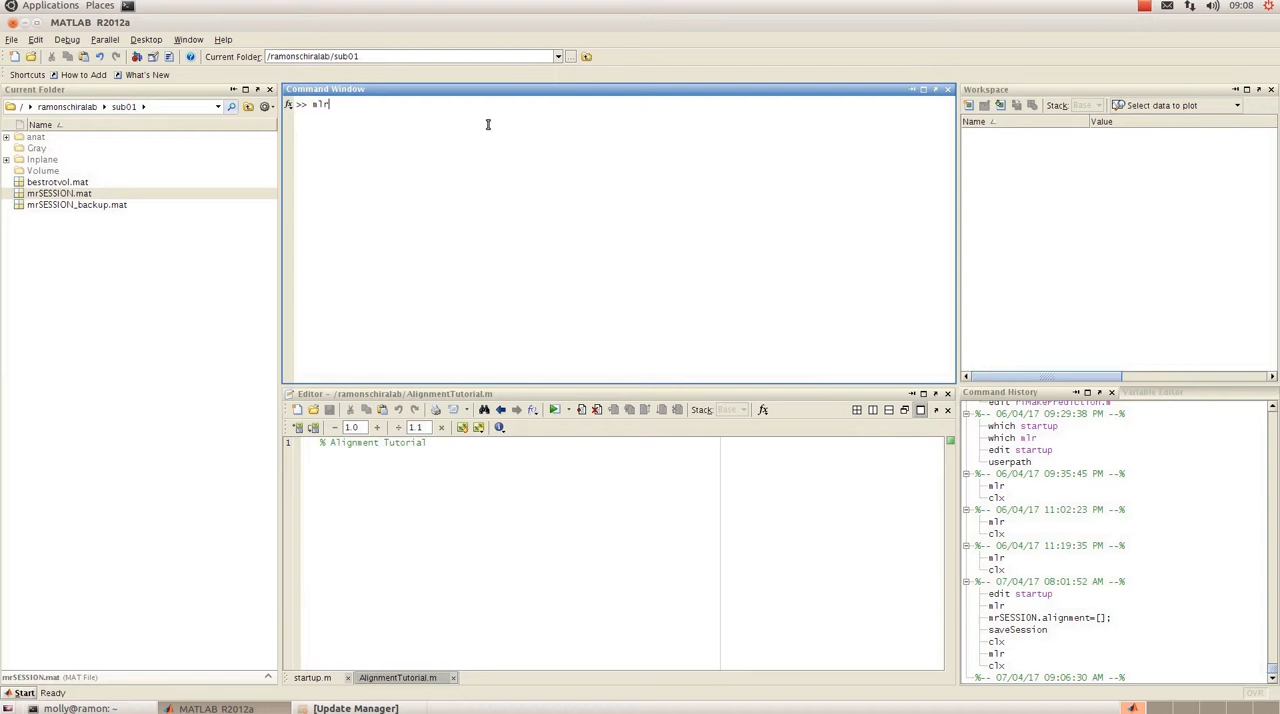 Applications Places
09:08
MATLAB R2012a
File Edit Debug Parallel Desktop Window Help
Current Folder: /ramonschiralab/sub01
Shortcuts How to Add What's New
Current Folder
/ ramonschiralab sub01
Name
anat
Gray
Inplane
Volume
bestrotvol.mat
mrSESSION.mat
mrSESSION_backup.mat
mrSESSION.mat (MAT File)
Command Window
fx >> mlr
Editor - /ramonschiralab/AlignmentTutorial.m
Stack: Base
fx
1.0
1.1
1 % Alignment Tutorial
startup.m
AlignmentTutorial.m
Workspace
Stack: Base Select data to plot
Name Value
Command History
Variable Editor
%-- 06/04/17 09:29:38 PM --%
which startup
which mlr
edit startup
userpath
%-- 06/04/17 09:35:45 PM --%
mlr
clx
%-- 06/04/17 11:02:23 PM --%
mlr
clx
%-- 06/04/17 11:19:35 PM --%
mlr
clx
%-- 07/04/17 08:01:52 AM --%
edit startup
mlr
mrSESSION.alignment=[];
saveSession
clx
mlr
clx
%-- 07/04/17 09:06:30 AM --%
Start Ready
OVR
molly@ramon: ~
MATLAB R2012a
[Update Manager]